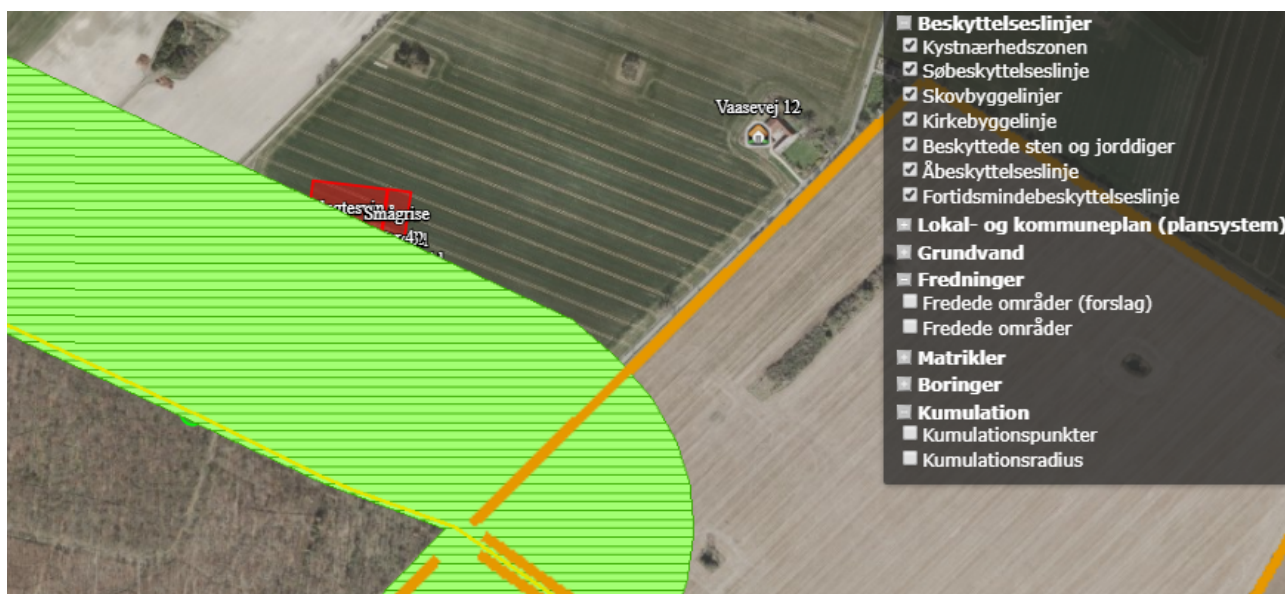 Vaasevej 12
Smågrise
Beskyttelseslinjer
Kystnærhedszonen
Søbeskyttelseslinje
Skovbyggelinjer
Kirkebyggelinje
Beskyttede sten og jorddiger
Åbeskyttelseslinje
Fortidsmindebeskyttelseslinje
Lokal- og kommuneplan (plansystem)
Grundvand
Fredninger
Fredede områder (forslag)
Fredede områder
Matrikler
Boringer
Kumulation
Kumulationspunkter
Kumulationsradius